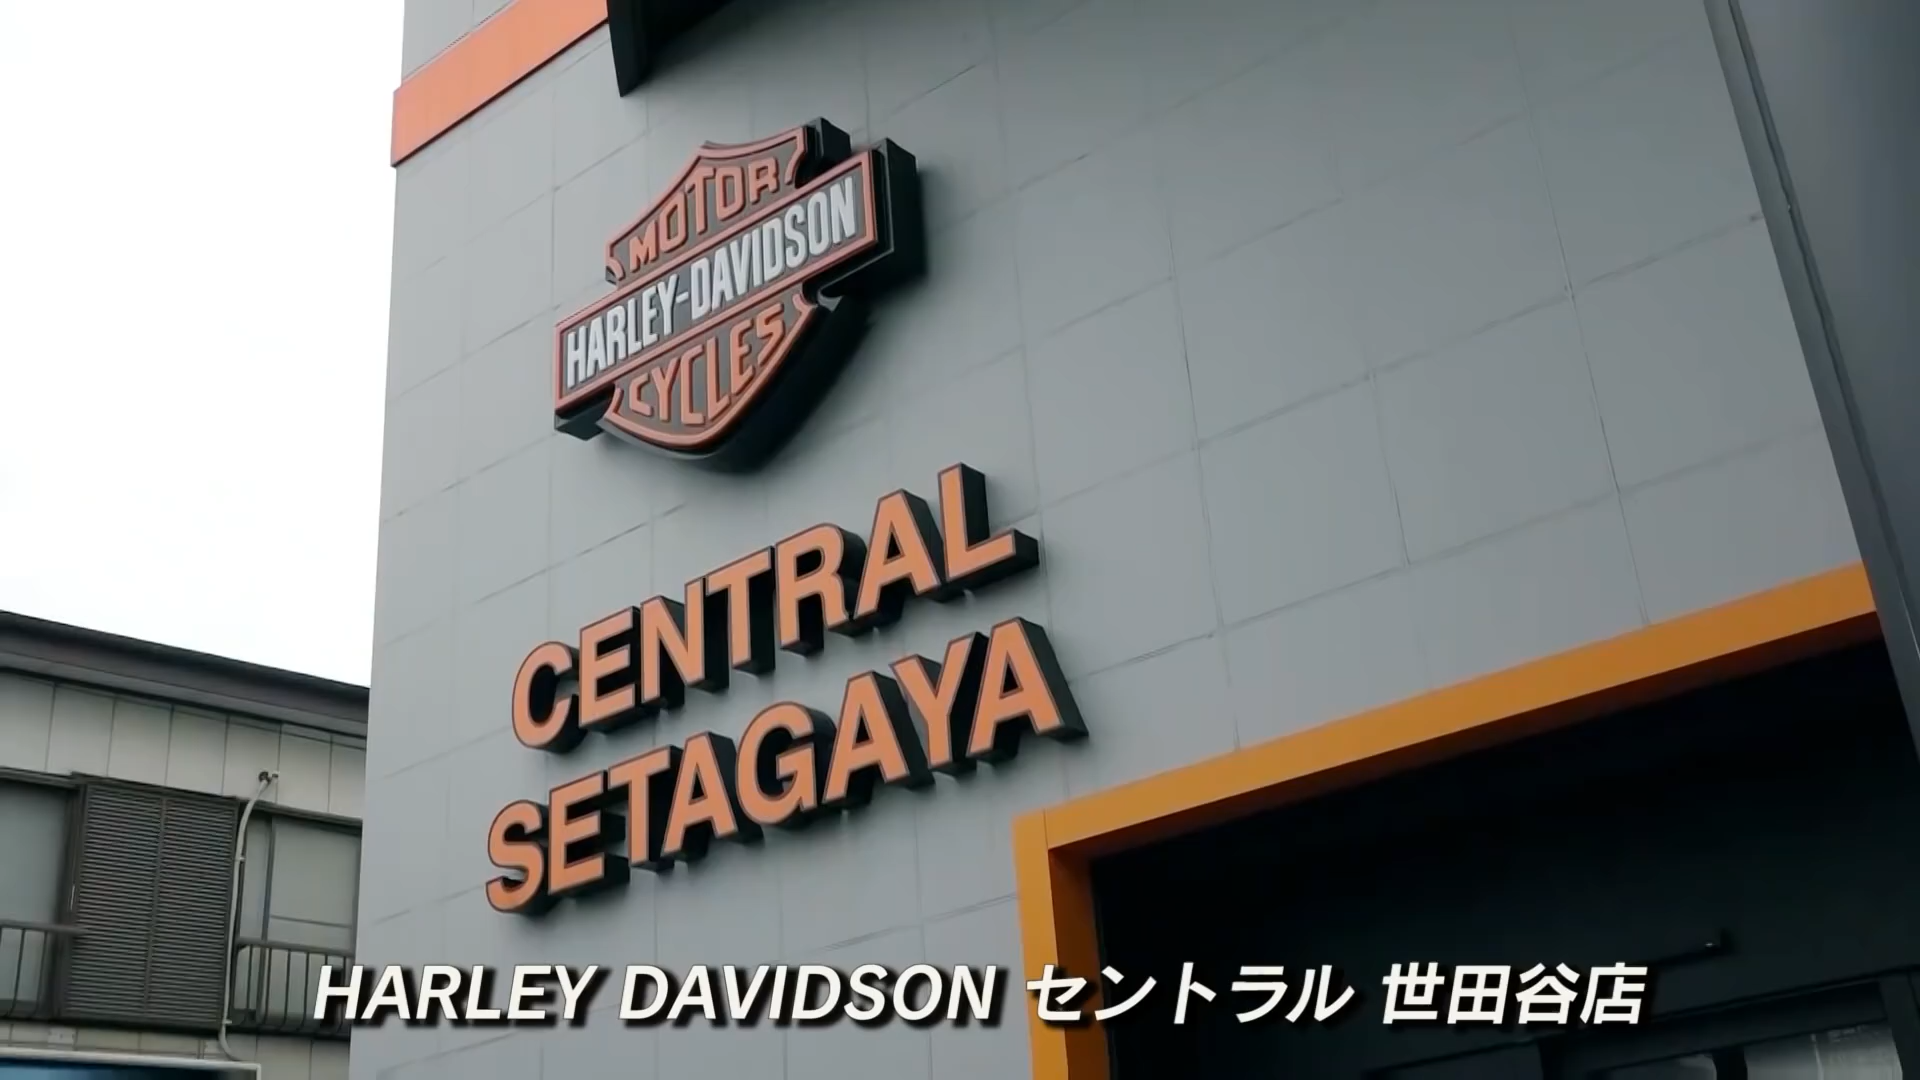 MOTOR
HARLEY-DAVIDSON
CYCLES
CENTRAL
SETAGAYA
HARLEY DAVIDSON セントラル 世田谷店